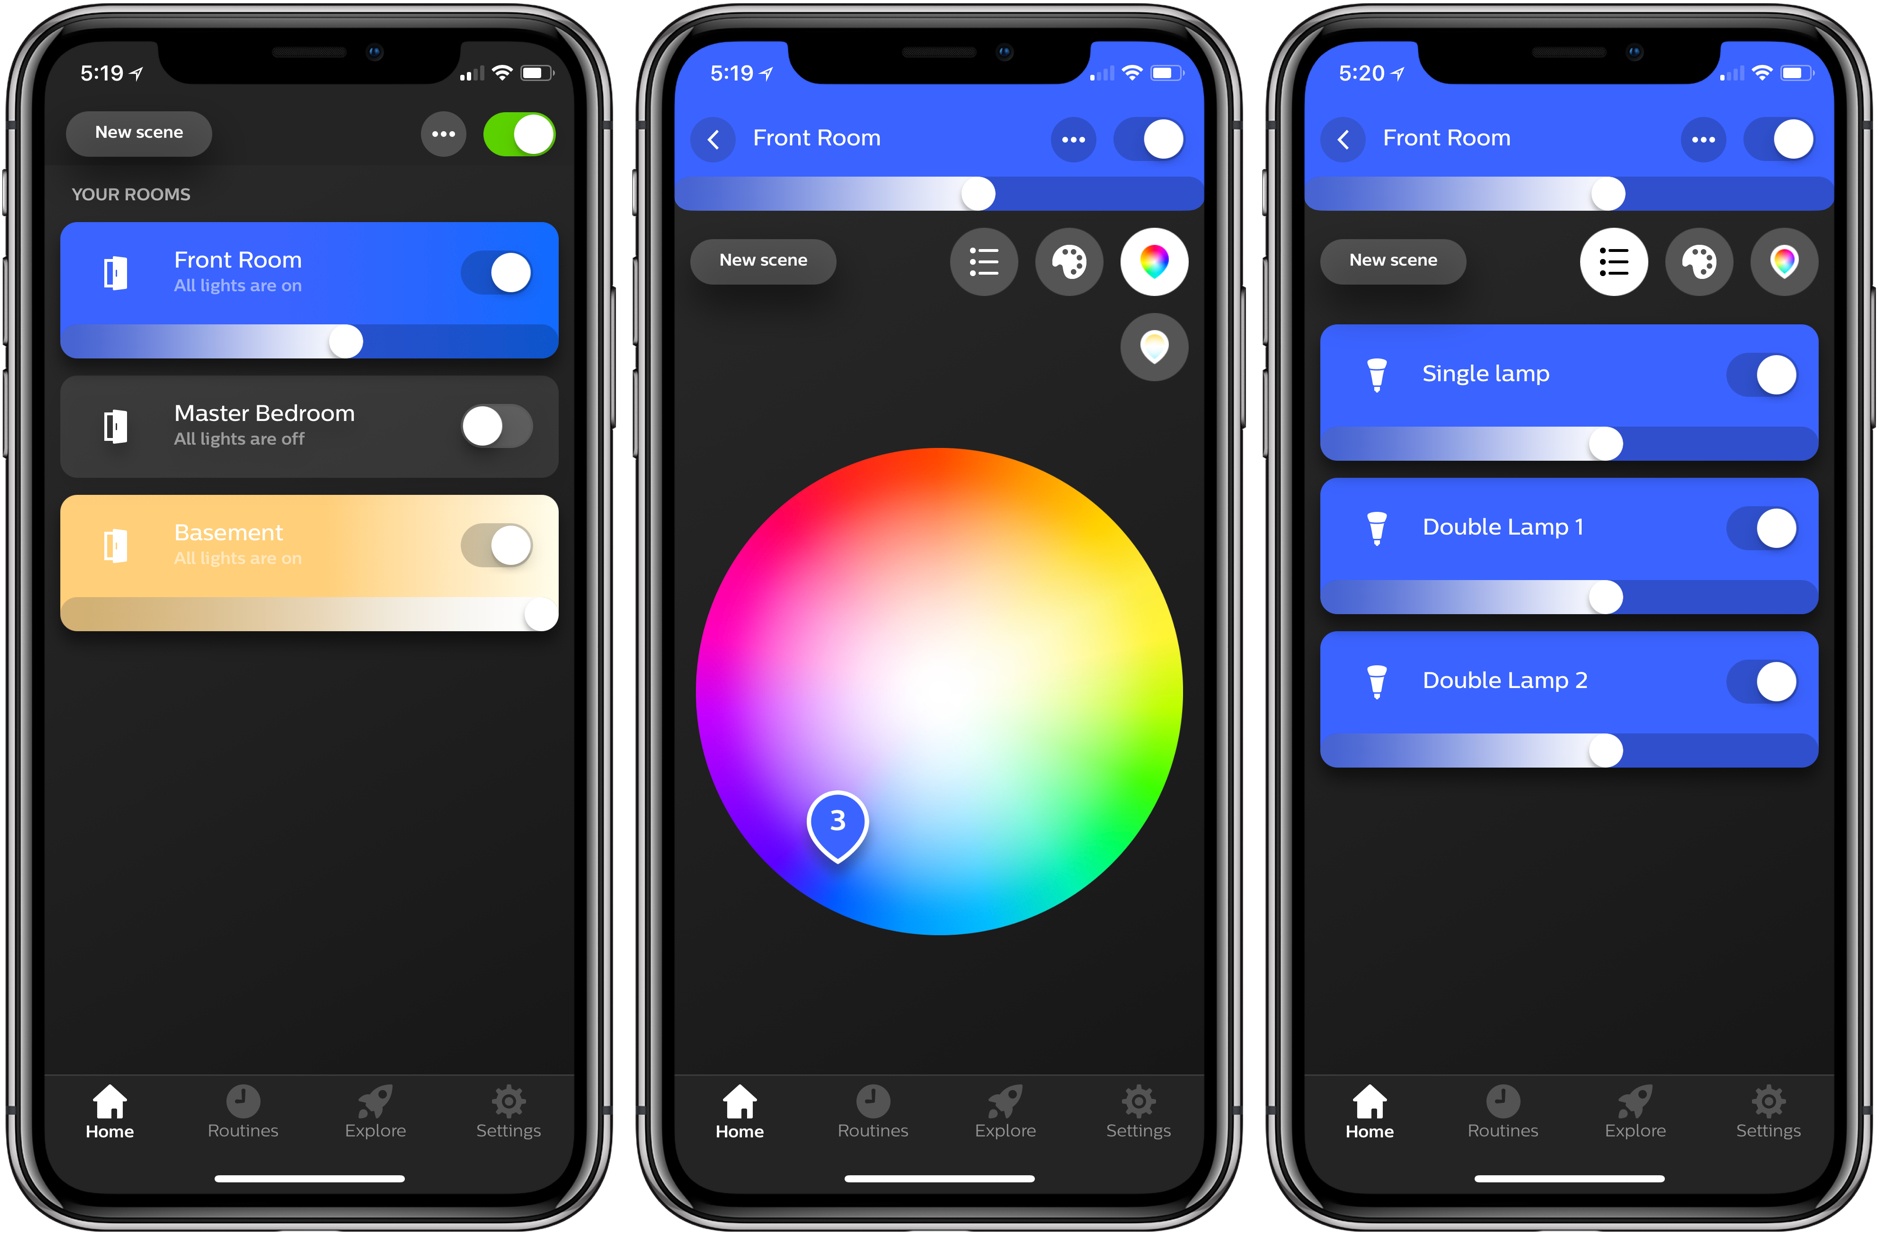 5:19
New scene
YOUR ROOMS
Front Room
All lights are on
Master Bedroom
All lights are off
Basement
All lights are on
Home
Routines
Explore
Settings
5:19
Front Room
New scene
3
Home
Routines
Explore
Settings
5:20
Front Room
New scene
Single lamp
Double Lamp 1
Double Lamp 2
Home
Routines
Explore
Settings